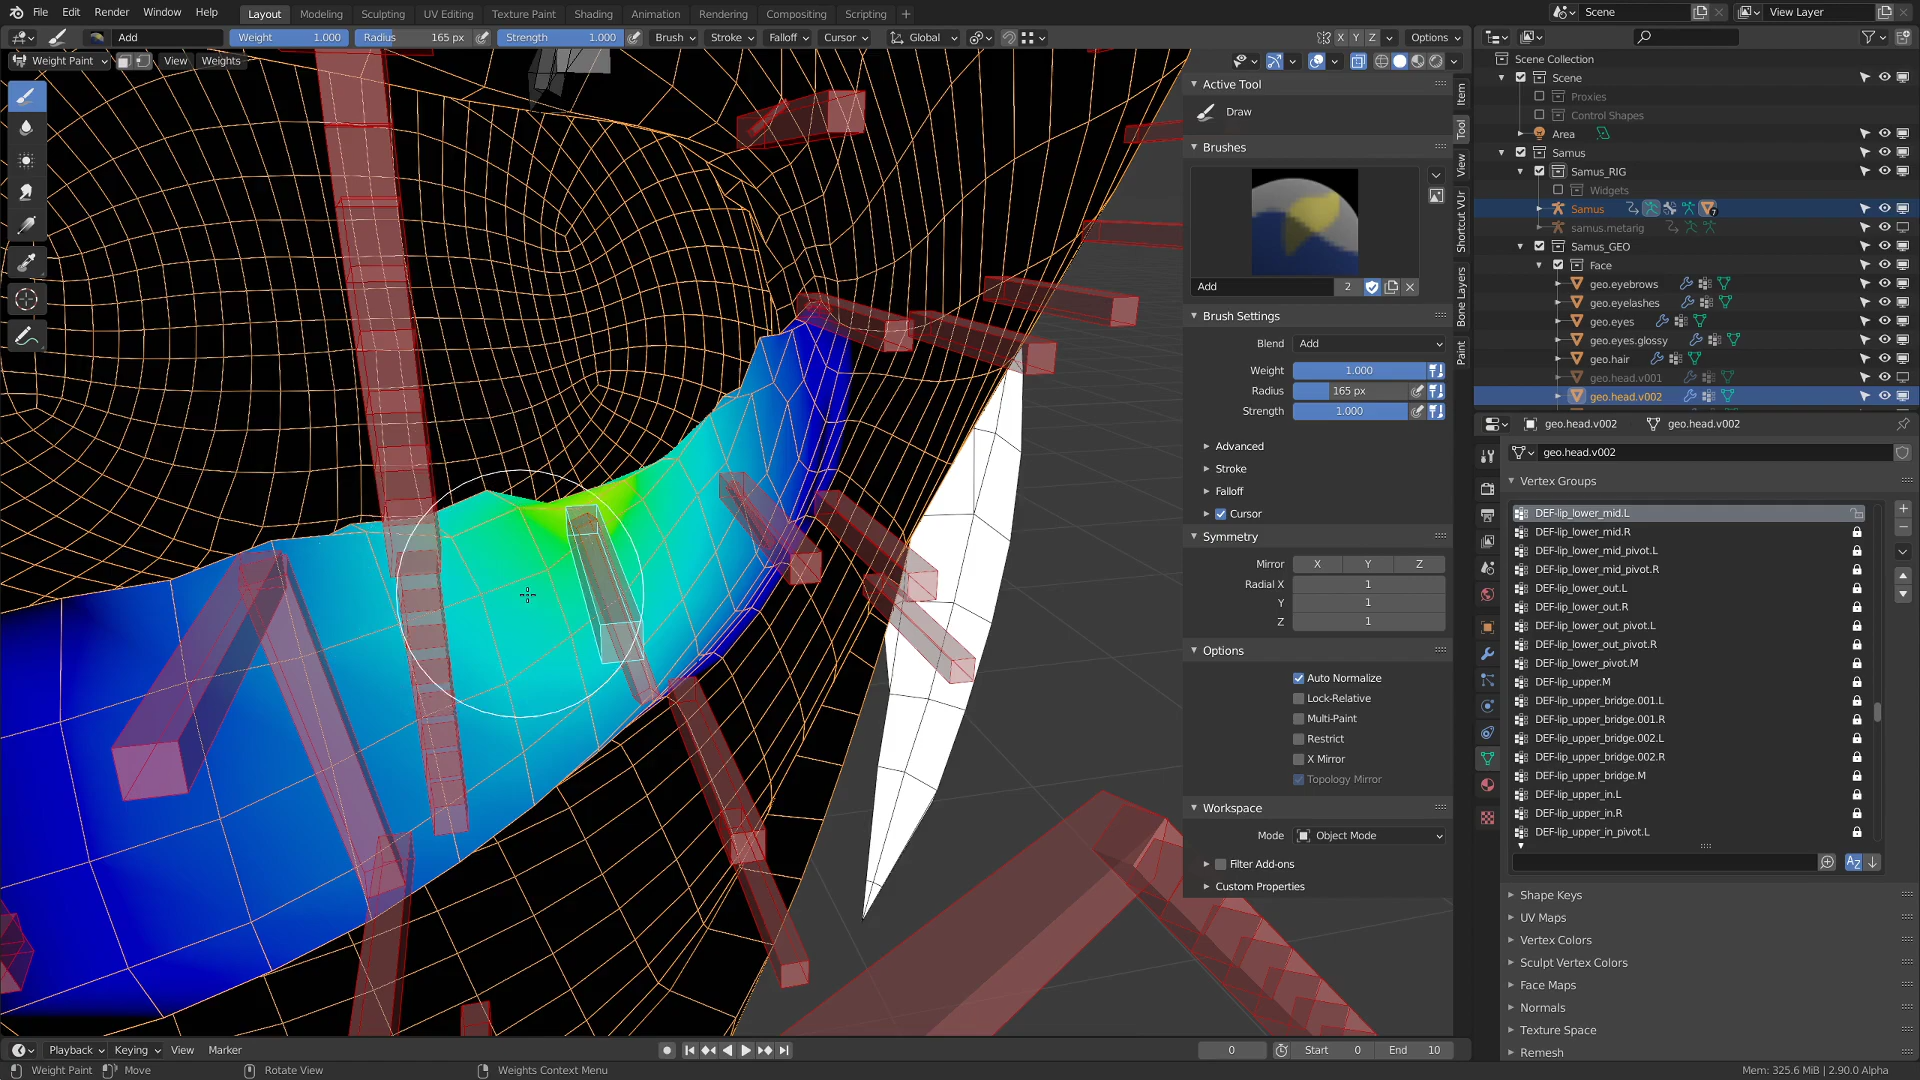 File Edit Render Window Help Layout Modeling Sculpting UV Editing Texture Paint Shading Animation Rendering Compositing Scripting + Scene View Layer
Add Weight 1.000 Radius 165 px Strength 1.000 Brush Stroke Falloff Cursor Global X Y Z Options
Weight Paint View Weights
Active Tool
Draw
Brushes
Add 2
Brush Settings
Blend Add
Weight 1.000
Radius 165 px
Strength 1.000
Advanced
Stroke
Falloff
Cursor
Symmetry
Mirror X Y Z
Radial X 1
Y 1
Z 1
Options
Auto Normalize
Lock-Relative
Multi-Paint
Restrict
X Mirror
Topology Mirror
Workspace
Mode Object Mode
Filter Add-ons
Custom Properties
Item
Tool
View
Shortcut VUr
Bone Layers
Paint
Scene Collection
Scene
Proxies
Control Shapes
Area
Samus
Samus_RIG
Widgets
Samus 7
samus.metarig
Samus_GEO
Face
geo.eyebrows
geo.eyelashes
geo.eyes
geo.eyes.glossy
geo.hair
geo.head.v001
geo.head.v002
geo.head.v002 geo.head.v002
geo.head.v002
Vertex Groups
DEF-lip_lower_mid.L
DEF-lip_lower_mid.R
DEF-lip_lower_mid_pivot.L
DEF-lip_lower_mid_pivot.R
DEF-lip_lower_out.L
DEF-lip_lower_out.R
DEF-lip_lower_out_pivot.L
DEF-lip_lower_out_pivot.R
DEF-lip_lower_pivot.M
DEF-lip_upper.M
DEF-lip_upper_bridge.001.L
DEF-lip_upper_bridge.001.R
DEF-lip_upper_bridge.002.L
DEF-lip_upper_bridge.002.R
DEF-lip_upper_bridge.M
DEF-lip_upper_in.L
DEF-lip_upper_in.R
DEF-lip_upper_in_pivot.L
AZ
Shape Keys
UV Maps
Vertex Colors
Sculpt Vertex Colors
Face Maps
Normals
Texture Space
Remesh
Playback Keying View Marker 0 Start 0 End 10
Weight Paint Move Rotate View Weights Context Menu Mem: 325.6 MiB | 2.90.0 Alpha